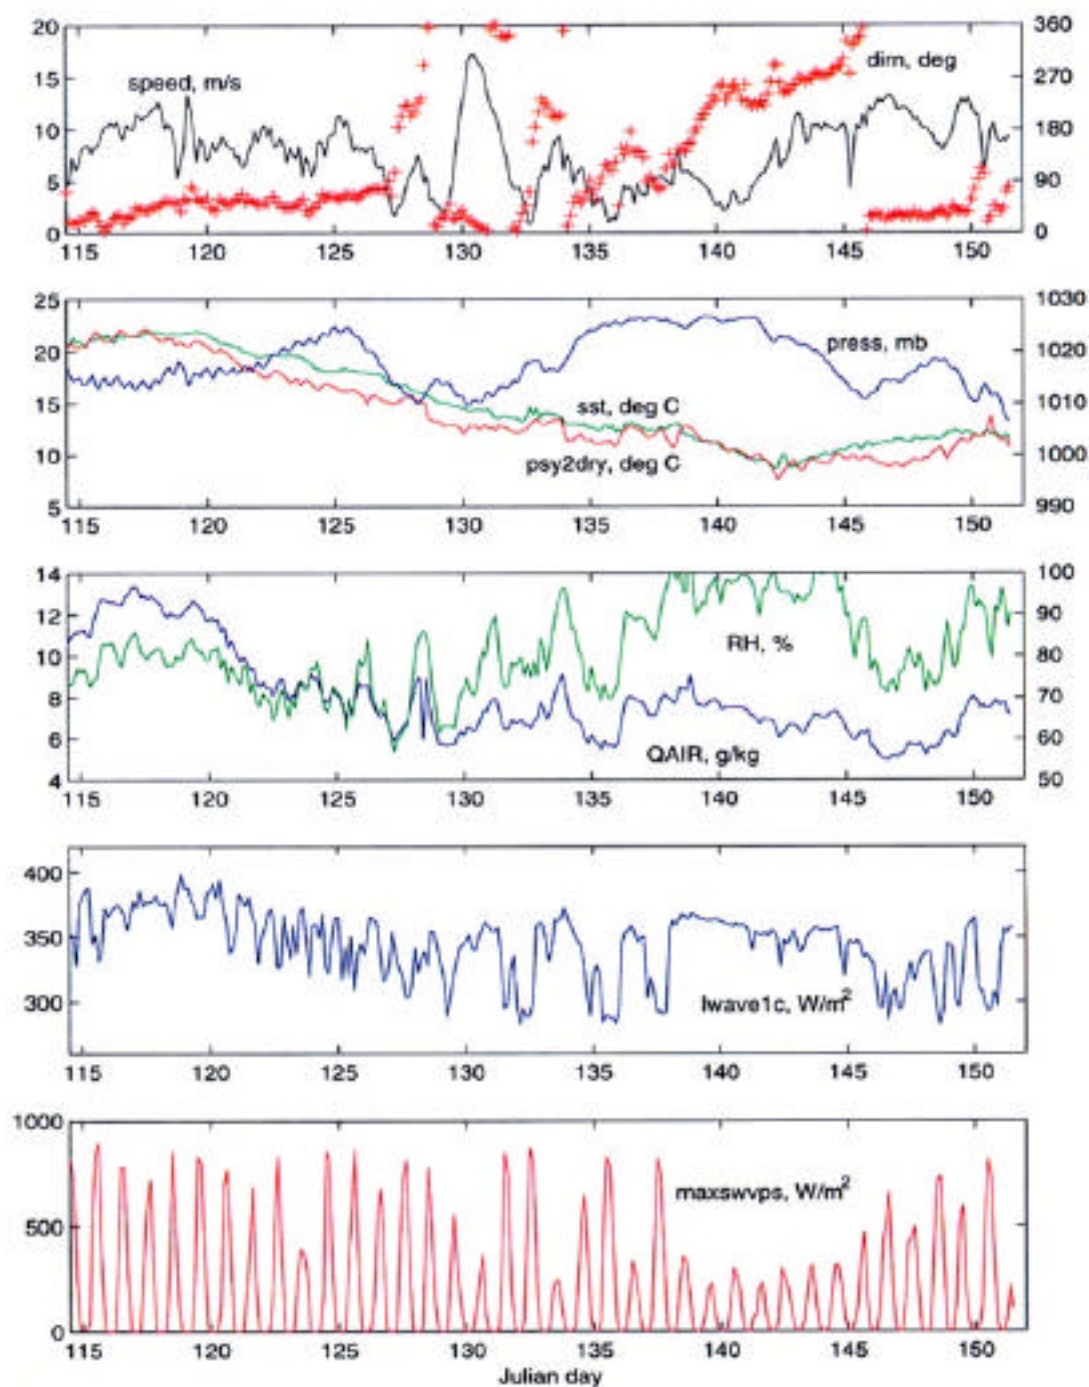 20 360
speed, m/s dirn, deg
15 270
10 180
5 90
0 0
115 120 125 130 135 140 145 150
25 1030
20 press, mb 1020
15 sst, deg C 1010
10 psy2dry, deg C 1000
5 990
115 120 125 130 135 140 145 150
14 100
12 90
10 RH, % 80
8 70
6 QAIR, g/kg 60
4 50
115 120 125 130 135 140 145 150
400
350
300 lwave1c, W/m²
115 120 125 130 135 140 145 150
1000
maxswvps, W/m²
500
0
115 120 125 130 135 140 145 150
Julian day